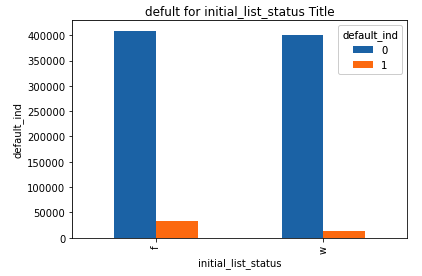 defult for initial_list_status Title
default_ind
0
1
400000
350000
300000
250000
200000
150000
100000
50000
0
default_ind
f
w
initial_list_status